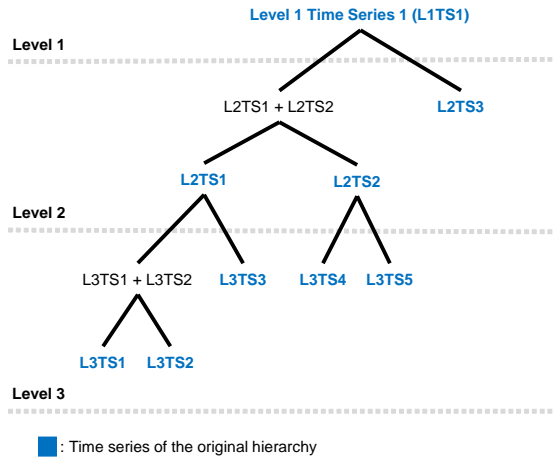 Level 1 Time Series 1 (L1TS1)
Level 1
L2TS1 + L2TS2
L2TS3
L2TS1
L2TS2
Level 2
L3TS1 + L3TS2
L3TS3
L3TS4
L3TS5
L3TS1
L3TS2
Level 3
: Time series of the original hierarchy